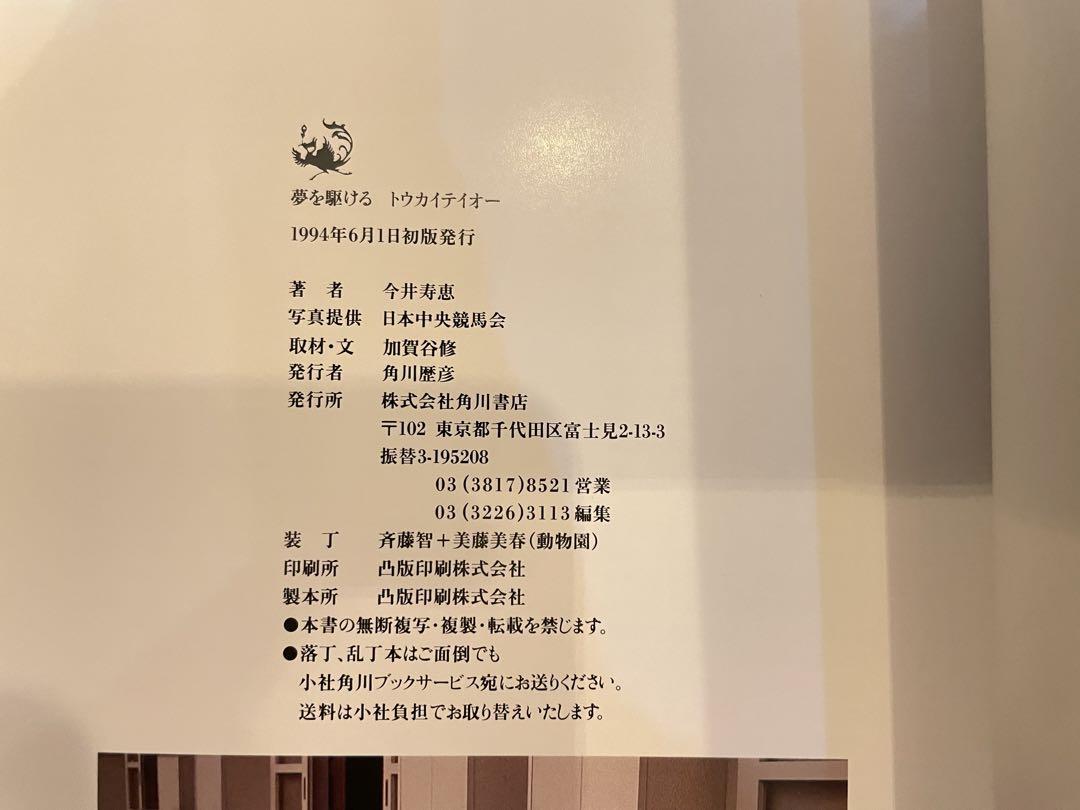 夢を駆ける　トウカイテイオー
1994年6月1日初版発行
著　者　今井寿恵
写真提供　日本中央競馬会
取材・文　加賀谷修
発行者　角川歴彦
発行所　株式会社角川書店
〒102 東京都千代田区富士見2-13-3
振替3-195208
03(3817)8521営業
03(3226)3113編集
装　丁　斉藤智＋美藤美春(動物園)
印刷所　凸版印刷株式会社
製本所　凸版印刷株式会社
●本書の無断複写・複製・転載を禁じます。
●落丁、乱丁本はご面倒でも
小社角川ブックサービス宛にお送りください。
送料は小社負担でお取り替えいたします。